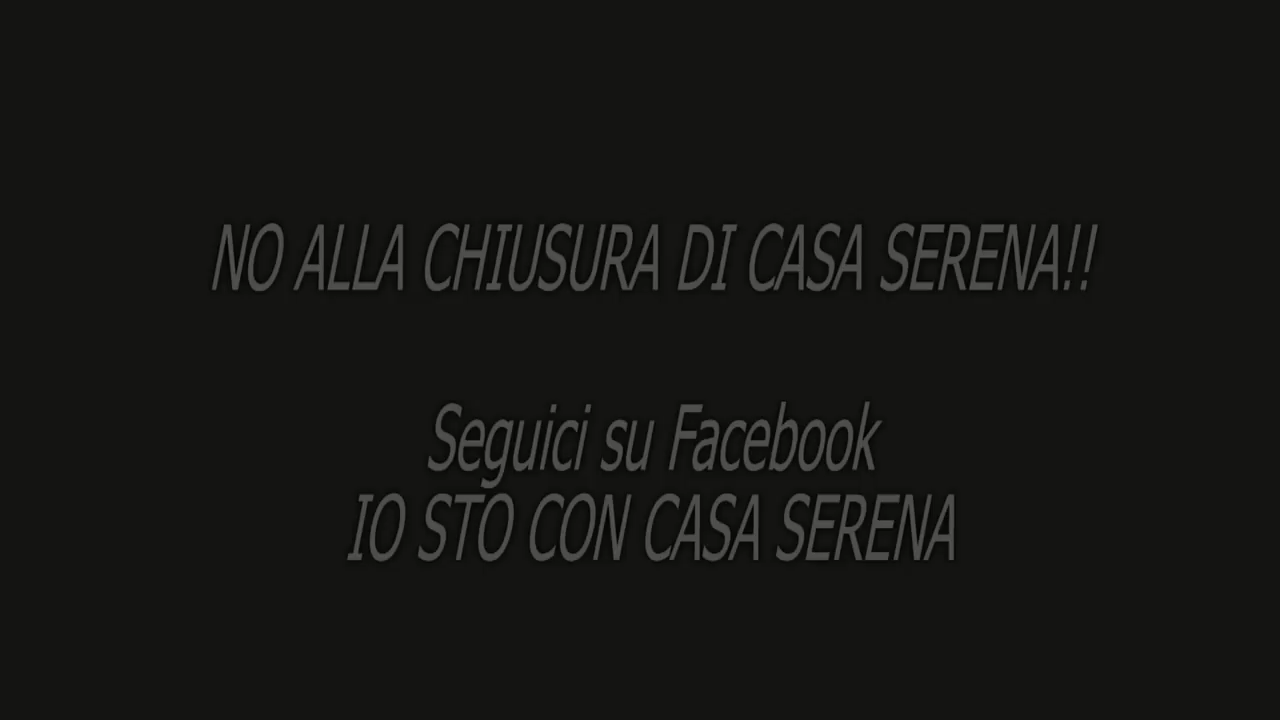 NO ALLA CHIUSURA DI CASA SERENA!!
Seguici su Facebook
IO STO CON CASA SERENA